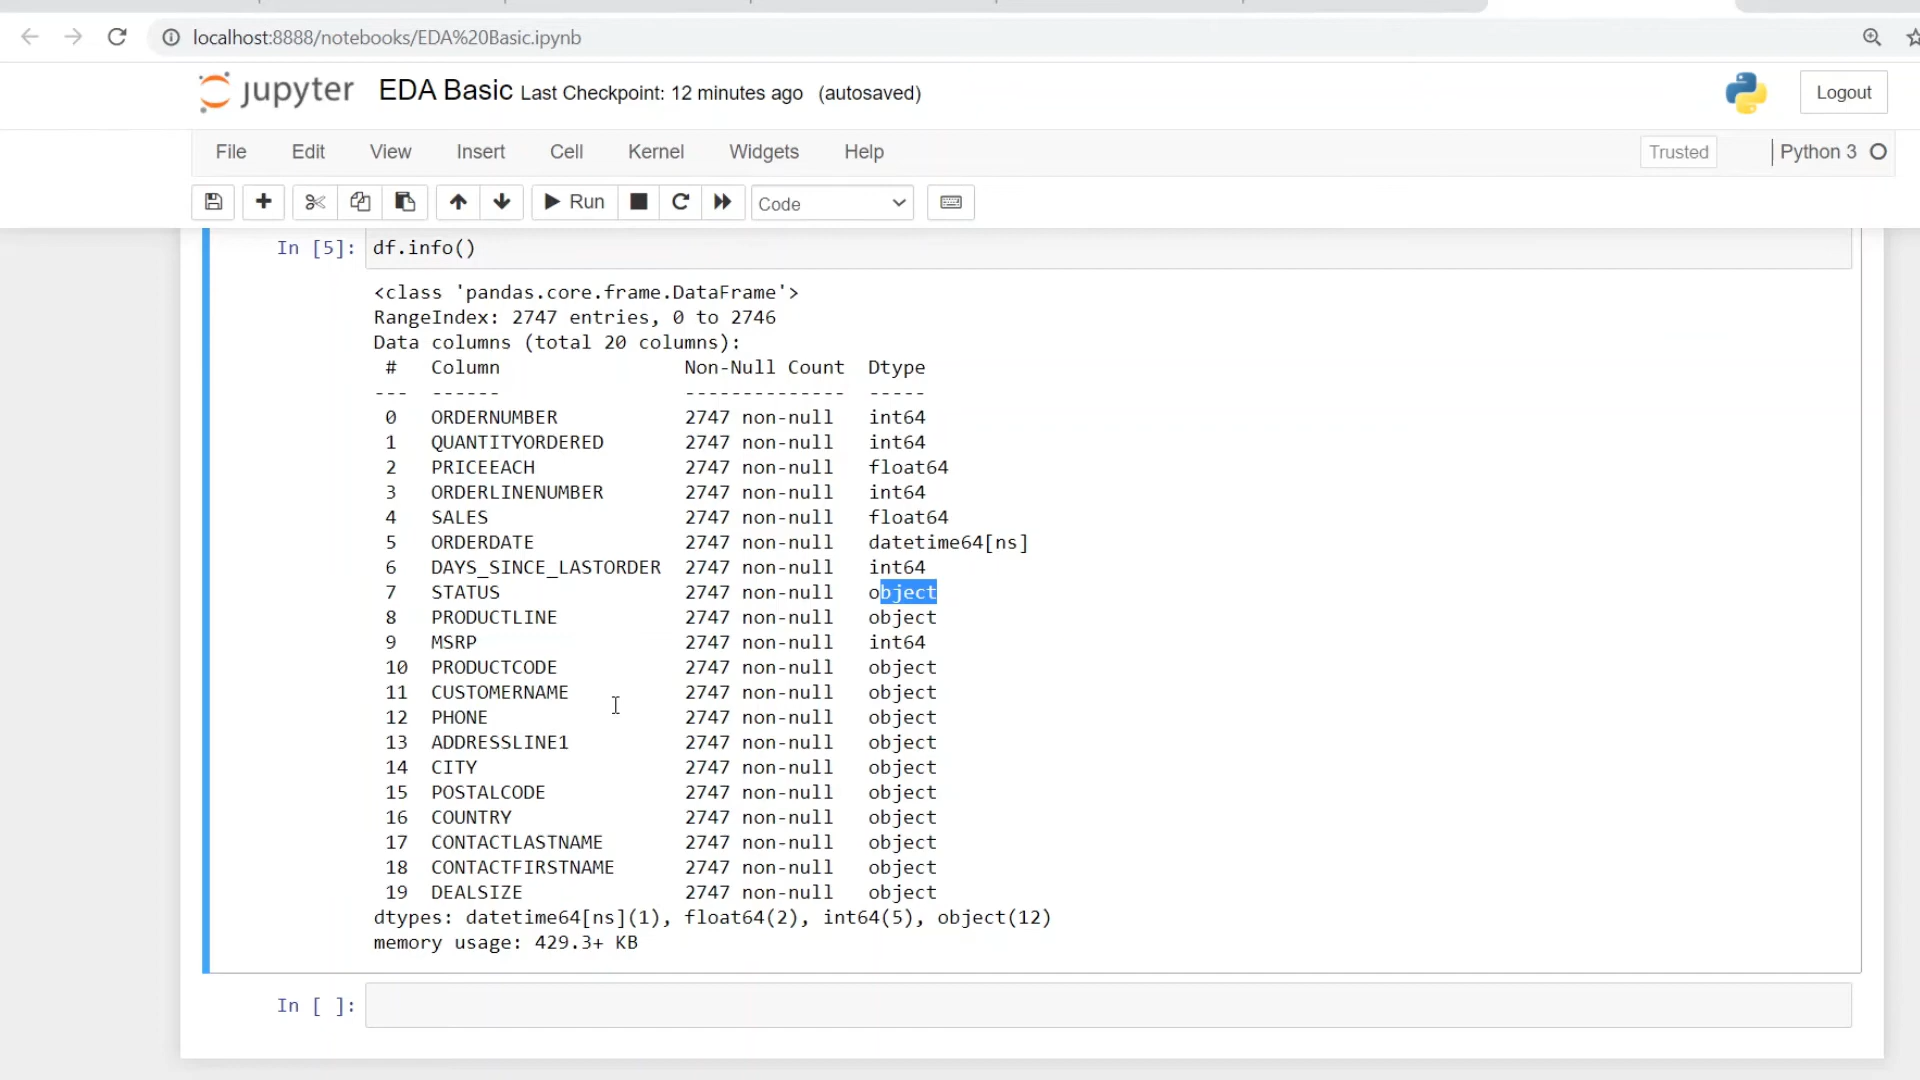 localhost:8888/notebooks/EDA%20Basic.ipynb
jupyter EDA Basic Last Checkpoint: 12 minutes ago (autosaved)
Logout
File Edit View Insert Cell Kernel Widgets Help
Trusted
Python 3
Run
Code
In [5]: df.info()
<class 'pandas.core.frame.DataFrame'>
RangeIndex: 2747 entries, 0 to 2746
Data columns (total 20 columns):
# Column Non-Null Count Dtype
--- ------ -------------- -----
0 ORDERNUMBER 2747 non-null int64
1 QUANTITYORDERED 2747 non-null int64
2 PRICEEACH 2747 non-null float64
3 ORDERLINENUMBER 2747 non-null int64
4 SALES 2747 non-null float64
5 ORDERDATE 2747 non-null datetime64[ns]
6 DAYS_SINCE_LASTORDER 2747 non-null int64
7 STATUS 2747 non-null object
8 PRODUCTLINE 2747 non-null object
9 MSRP 2747 non-null int64
10 PRODUCTCODE 2747 non-null object
11 CUSTOMERNAME 2747 non-null object
12 PHONE 2747 non-null object
13 ADDRESSLINE1 2747 non-null object
14 CITY 2747 non-null object
15 POSTALCODE 2747 non-null object
16 COUNTRY 2747 non-null object
17 CONTACTLASTNAME 2747 non-null object
18 CONTACTFIRSTNAME 2747 non-null object
19 DEALSIZE 2747 non-null object
dtypes: datetime64[ns](1), float64(2), int64(5), object(12)
memory usage: 429.3+ KB
In [ ]: